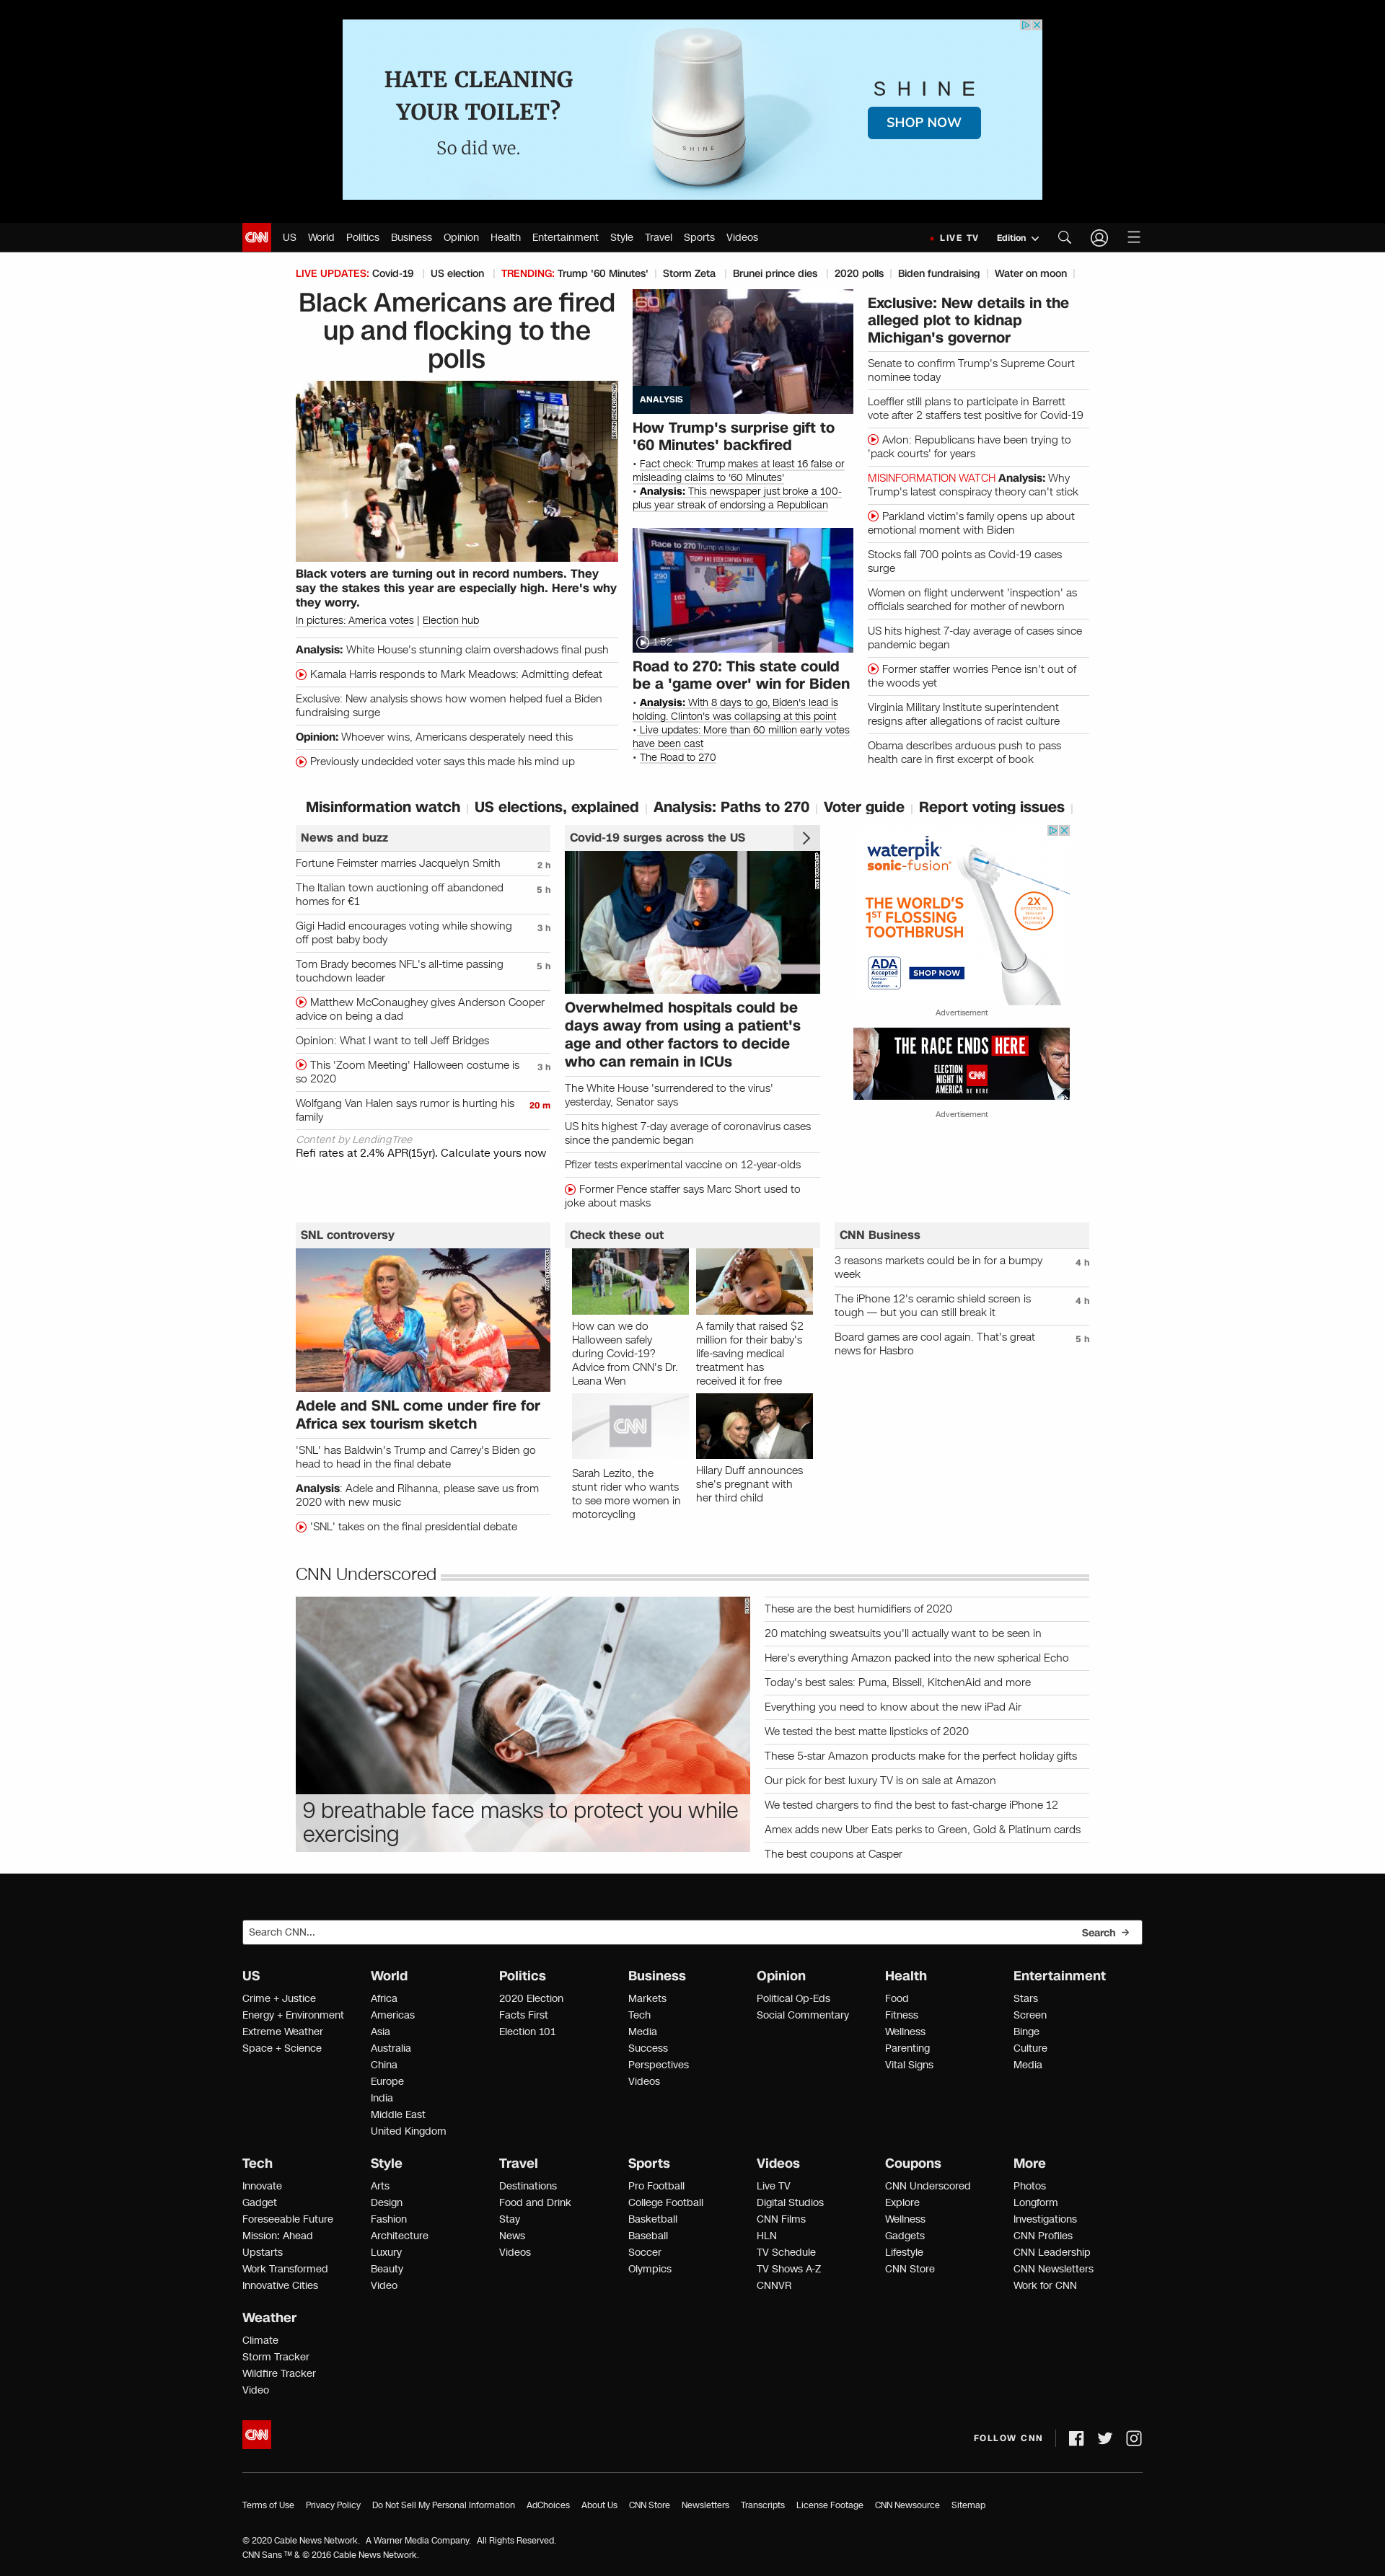 HATE CLEANING
YOUR TOILET?
So did we.
SHINE
SHINE
SHOP NOW
CNN
US World Politics Business Opinion Health Entertainment Style Travel Sports Videos
LIVE TV
Edition
LIVE UPDATES: Covid-19 | US election | TRENDING: Trump '60 Minutes' | Storm Zeta | Brunei prince dies | 2020 polls | Biden fundraising | Water on moon |
Black Americans are fired
up and flocking to the
polls
Black voters are turning out in record numbers. They
say the stakes this year are especially high. Here's why
they worry.
In pictures: America votes | Election hub
Analysis: White House's stunning claim overshadows final push
Kamala Harris responds to Mark Meadows: Admitting defeat
Exclusive: New analysis shows how women helped fuel a Biden
fundraising surge
Opinion: Whoever wins, Americans desperately need this
Previously undecided voter says this made his mind up
60
MINUTES
ANALYSIS
How Trump's surprise gift to
'60 Minutes' backfired
• Fact check: Trump makes at least 16 false or
misleading claims to '60 Minutes'
• Analysis: This newspaper just broke a 100-
plus year streak of endorsing a Republican
Race to 270 Trump vs Biden
TRUMP AND BIDEN CAMPAIGN
290
163
1:52
Road to 270: This state could
be a 'game over' win for Biden
• Analysis: With 8 days to go, Biden's lead is
holding. Clinton's was collapsing at this point
• Live updates: More than 60 million early votes
have been cast
• The Road to 270
Exclusive: New details in the
alleged plot to kidnap
Michigan's governor
Senate to confirm Trump's Supreme Court
nominee today
Loeffler still plans to participate in Barrett
vote after 2 staffers test positive for Covid-19
Avlon: Republicans have been trying to
'pack courts' for years
MISINFORMATION WATCH Analysis: Why
Trump's latest conspiracy theory can't stick
Parkland victim's family opens up about
emotional moment with Biden
Stocks fall 700 points as Covid-19 cases
surge
Women on flight underwent 'inspection' as
officials searched for mother of newborn
US hits highest 7-day average of cases since
pandemic began
Former staffer worries Pence isn't out of
the woods yet
Virginia Military Institute superintendent
resigns after allegations of racist culture
Obama describes arduous push to pass
health care in first excerpt of book
Misinformation watch | US elections, explained | Analysis: Paths to 270 | Voter guide | Report voting issues |
News and buzz
Fortune Feimster marries Jacquelyn Smith 2 h
The Italian town auctioning off abandoned 5 h
homes for €1
Gigi Hadid encourages voting while showing 3 h
off post baby body
Tom Brady becomes NFL's all-time passing 5 h
touchdown leader
Matthew McConaughey gives Anderson Cooper
advice on being a dad
Opinion: What I want to tell Jeff Bridges
This 'Zoom Meeting' Halloween costume is 3 h
so 2020
Wolfgang Van Halen says rumor is hurting his 20 m
family
Content by LendingTree
Refi rates at 2.4% APR(15yr). Calculate yours now
Covid-19 surges across the US
Overwhelmed hospitals could be
days away from using a patient's
age and other factors to decide
who can remain in ICUs
The White House 'surrendered to the virus'
yesterday, Senator says
US hits highest 7-day average of coronavirus cases
since the pandemic began
Pfizer tests experimental vaccine on 12-year-olds
Former Pence staffer says Marc Short used to
joke about masks
waterpik
sonic-fusion
THE WORLD'S
1ST FLOSSING
TOOTHBRUSH
2X
ADA
Accepted
SHOP NOW
Advertisement
THE RACE ENDS HERE
ELECTION
NIGHT IN
AMERICA
CNN
BE HERE
Advertisement
SNL controversy
Adele and SNL come under fire for
Africa sex tourism sketch
'SNL' has Baldwin's Trump and Carrey's Biden go
head to head in the final debate
Analysis: Adele and Rihanna, please save us from
2020 with new music
'SNL' takes on the final presidential debate
Check these out
How can we do
Halloween safely
during Covid-19?
Advice from CNN's Dr.
Leana Wen
A family that raised $2
million for their baby's
life-saving medical
treatment has
received it for free
CNN
Sarah Lezito, the
stunt rider who wants
to see more women in
motorcycling
Hilary Duff announces
she's pregnant with
her third child
CNN Business
3 reasons markets could be in for a bumpy 4 h
week
The iPhone 12's ceramic shield screen is 4 h
tough — but you can still break it
Board games are cool again. That's great 5 h
news for Hasbro
CNN Underscored
9 breathable face masks to protect you while
exercising
These are the best humidifiers of 2020
20 matching sweatsuits you'll actually want to be seen in
Here's everything Amazon packed into the new spherical Echo
Today's best sales: Puma, Bissell, KitchenAid and more
Everything you need to know about the new iPad Air
We tested the best matte lipsticks of 2020
These 5-star Amazon products make for the perfect holiday gifts
Our pick for best luxury TV is on sale at Amazon
We tested chargers to find the best to fast-charge iPhone 12
Amex adds new Uber Eats perks to Green, Gold & Platinum cards
The best coupons at Casper
Search CNN...
Search →
US
Crime + Justice
Energy + Environment
Extreme Weather
Space + Science
World
Africa
Americas
Asia
Australia
China
Europe
India
Middle East
United Kingdom
Politics
2020 Election
Facts First
Election 101
Business
Markets
Tech
Media
Success
Perspectives
Videos
Opinion
Political Op-Eds
Social Commentary
Health
Food
Fitness
Wellness
Parenting
Vital Signs
Entertainment
Stars
Screen
Binge
Culture
Media
Tech
Innovate
Gadget
Foreseeable Future
Mission: Ahead
Upstarts
Work Transformed
Innovative Cities
Style
Arts
Design
Fashion
Architecture
Luxury
Beauty
Video
Travel
Destinations
Food and Drink
Stay
News
Videos
Sports
Pro Football
College Football
Basketball
Baseball
Soccer
Olympics
Videos
Live TV
Digital Studios
CNN Films
HLN
TV Schedule
TV Shows A-Z
CNNVR
Coupons
CNN Underscored
Explore
Wellness
Gadgets
Lifestyle
CNN Store
More
Photos
Longform
Investigations
CNN Profiles
CNN Leadership
CNN Newsletters
Work for CNN
Weather
Climate
Storm Tracker
Wildfire Tracker
Video
CNN
FOLLOW CNN
Terms of Use Privacy Policy Do Not Sell My Personal Information AdChoices About Us CNN Store Newsletters Transcripts License Footage CNN Newsource Sitemap
© 2020 Cable News Network. A Warner Media Company. All Rights Reserved.
CNN Sans ™ & © 2016 Cable News Network.